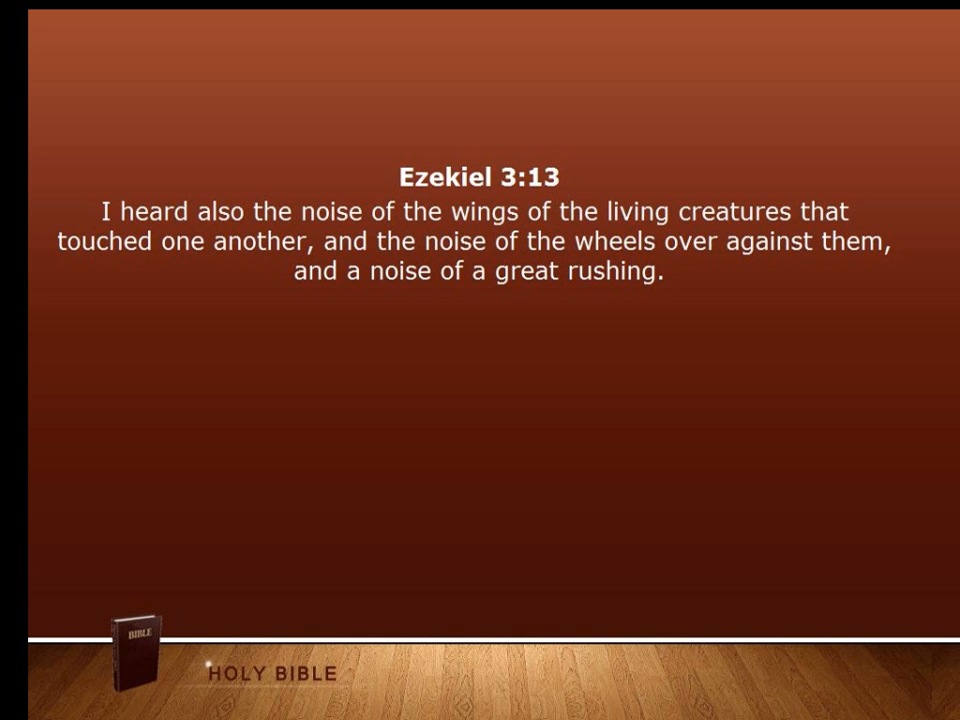 Ezekiel 3:13
I heard also the noise of the wings of the living creatures that
touched one another, and the noise of the wheels over against them,
and a noise of a great rushing.
BIBLE
HOLY BIBLE